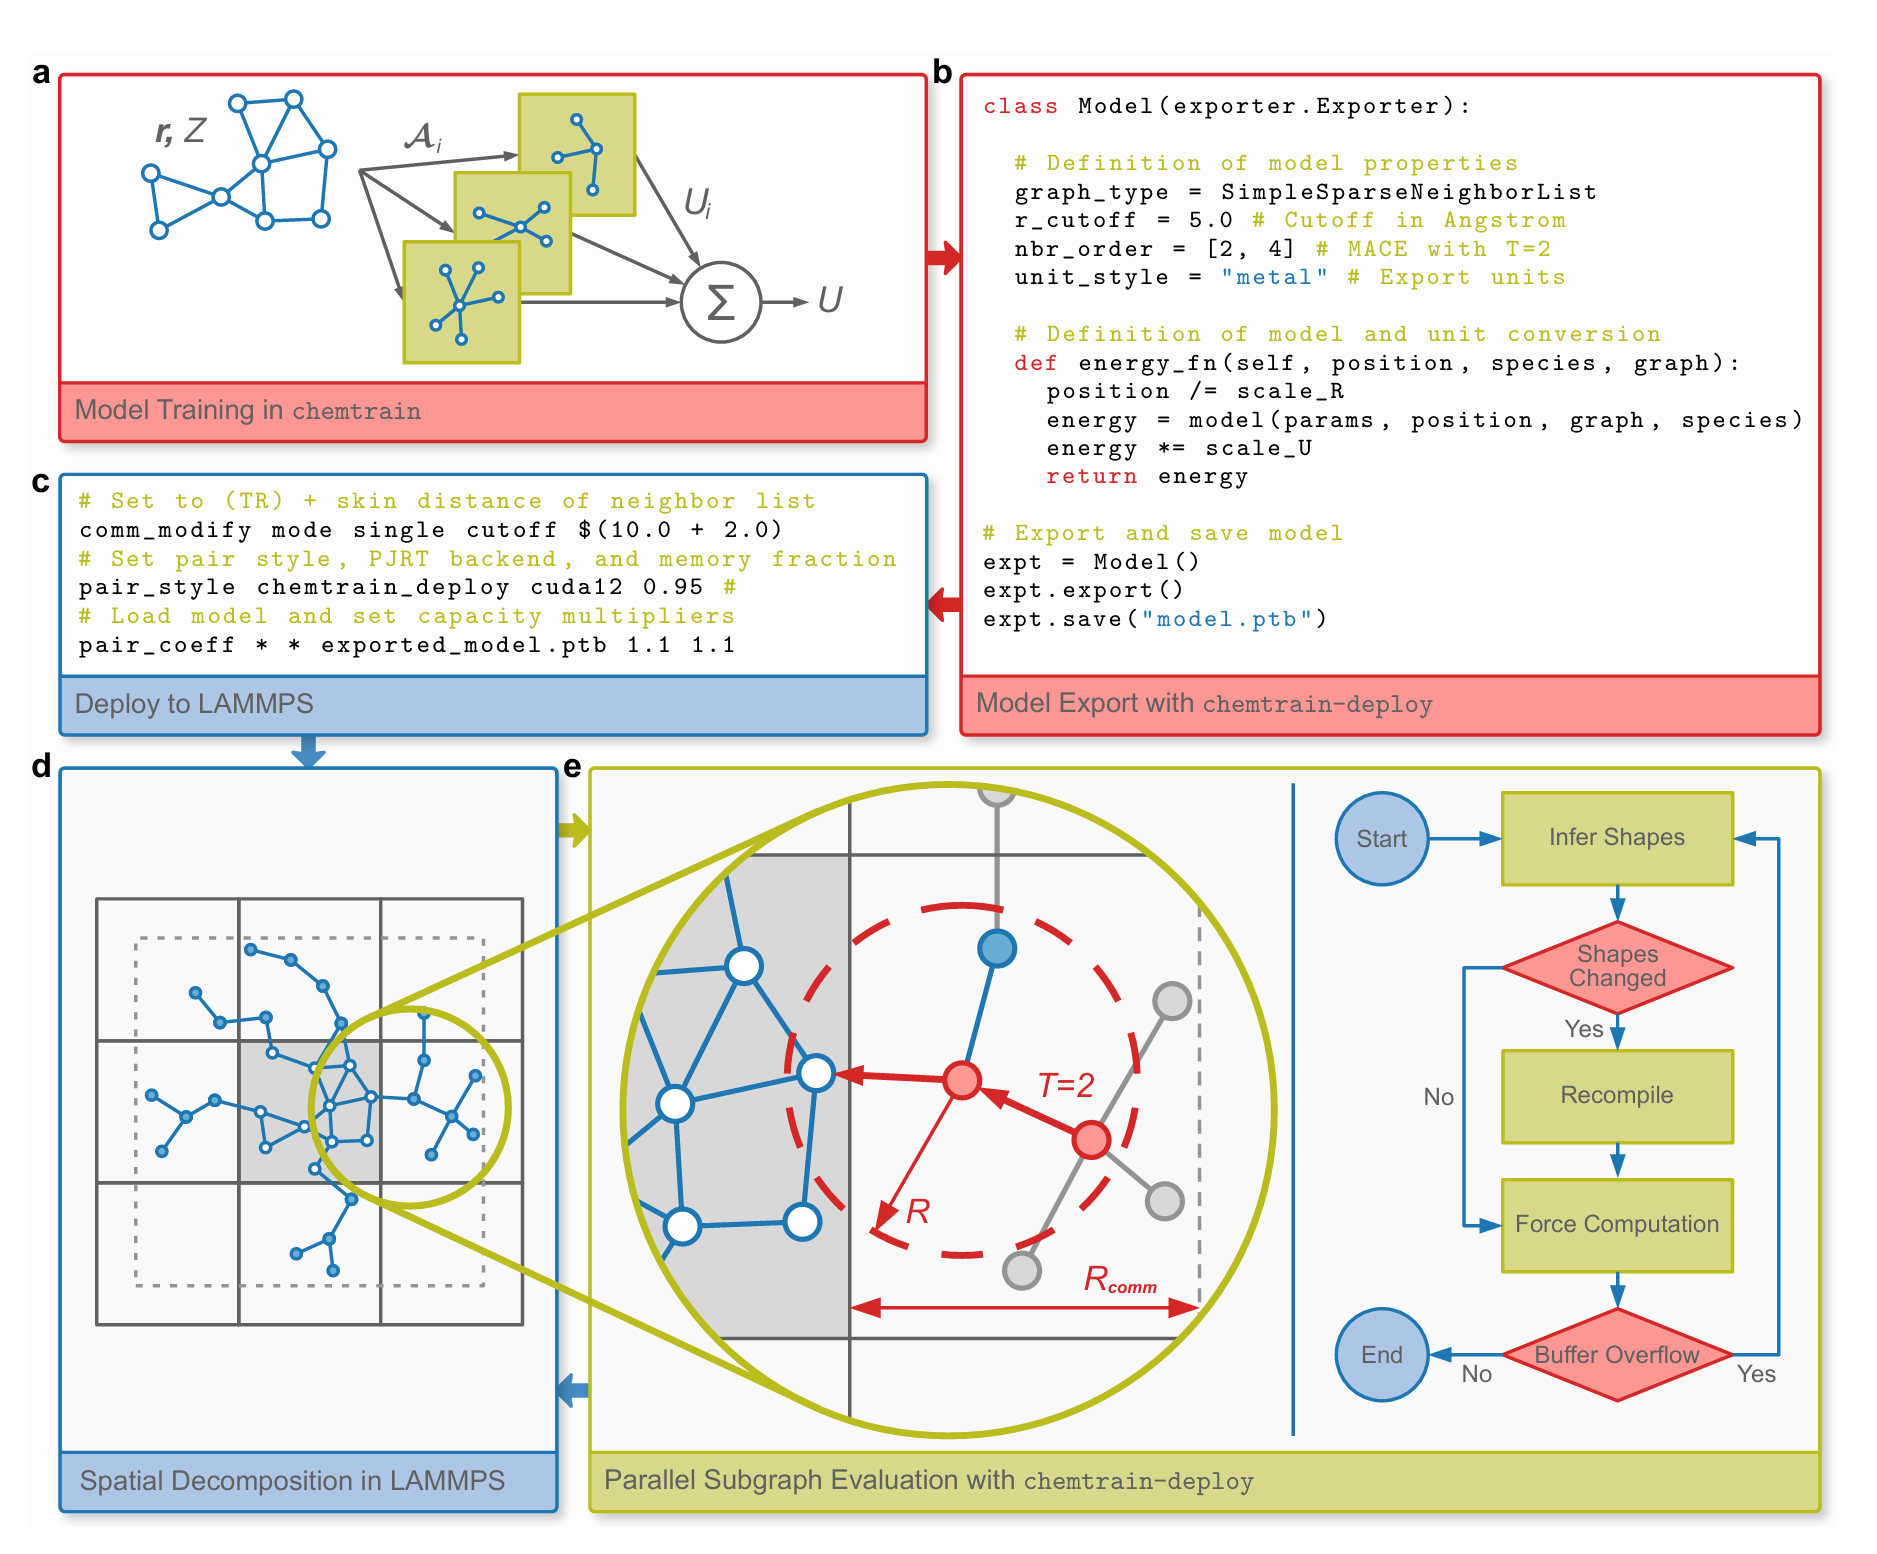 a
r, Z
𝒜i
Ui
Σ
U
Model Training in chemtrain
b
class Model(exporter.Exporter):
# Definition of model properties
graph_type = SimpleSparseNeighborList
r_cutoff = 5.0 # Cutoff in Angstrom
nbr_order = [2, 4] # MACE with T=2
unit_style = "metal" # Export units
# Definition of model and unit conversion
def energy_fn(self, position, species, graph):
position /= scale_R
energy = model(params, position, graph, species)
energy *= scale_U
return energy
# Export and save model
expt = Model()
expt.export()
expt.save("model.ptb")
Model Export with chemtrain-deploy
c
# Set to (TR) + skin distance of neighbor list
comm_modify mode single cutoff $(10.0 + 2.0)
# Set pair style, PJRT backend, and memory fraction
pair_style chemtrain_deploy cuda12 0.95 #
# Load model and set capacity multipliers
pair_coeff * * exported_model.ptb 1.1 1.1
Deploy to LAMMPS
d
Spatial Decomposition in LAMMPS
e
T=2
R
Rcomm
Start
Infer Shapes
Shapes
Changed
Yes
No
Recompile
Force Computation
Buffer Overflow
End
No
Yes
Parallel Subgraph Evaluation with chemtrain-deploy